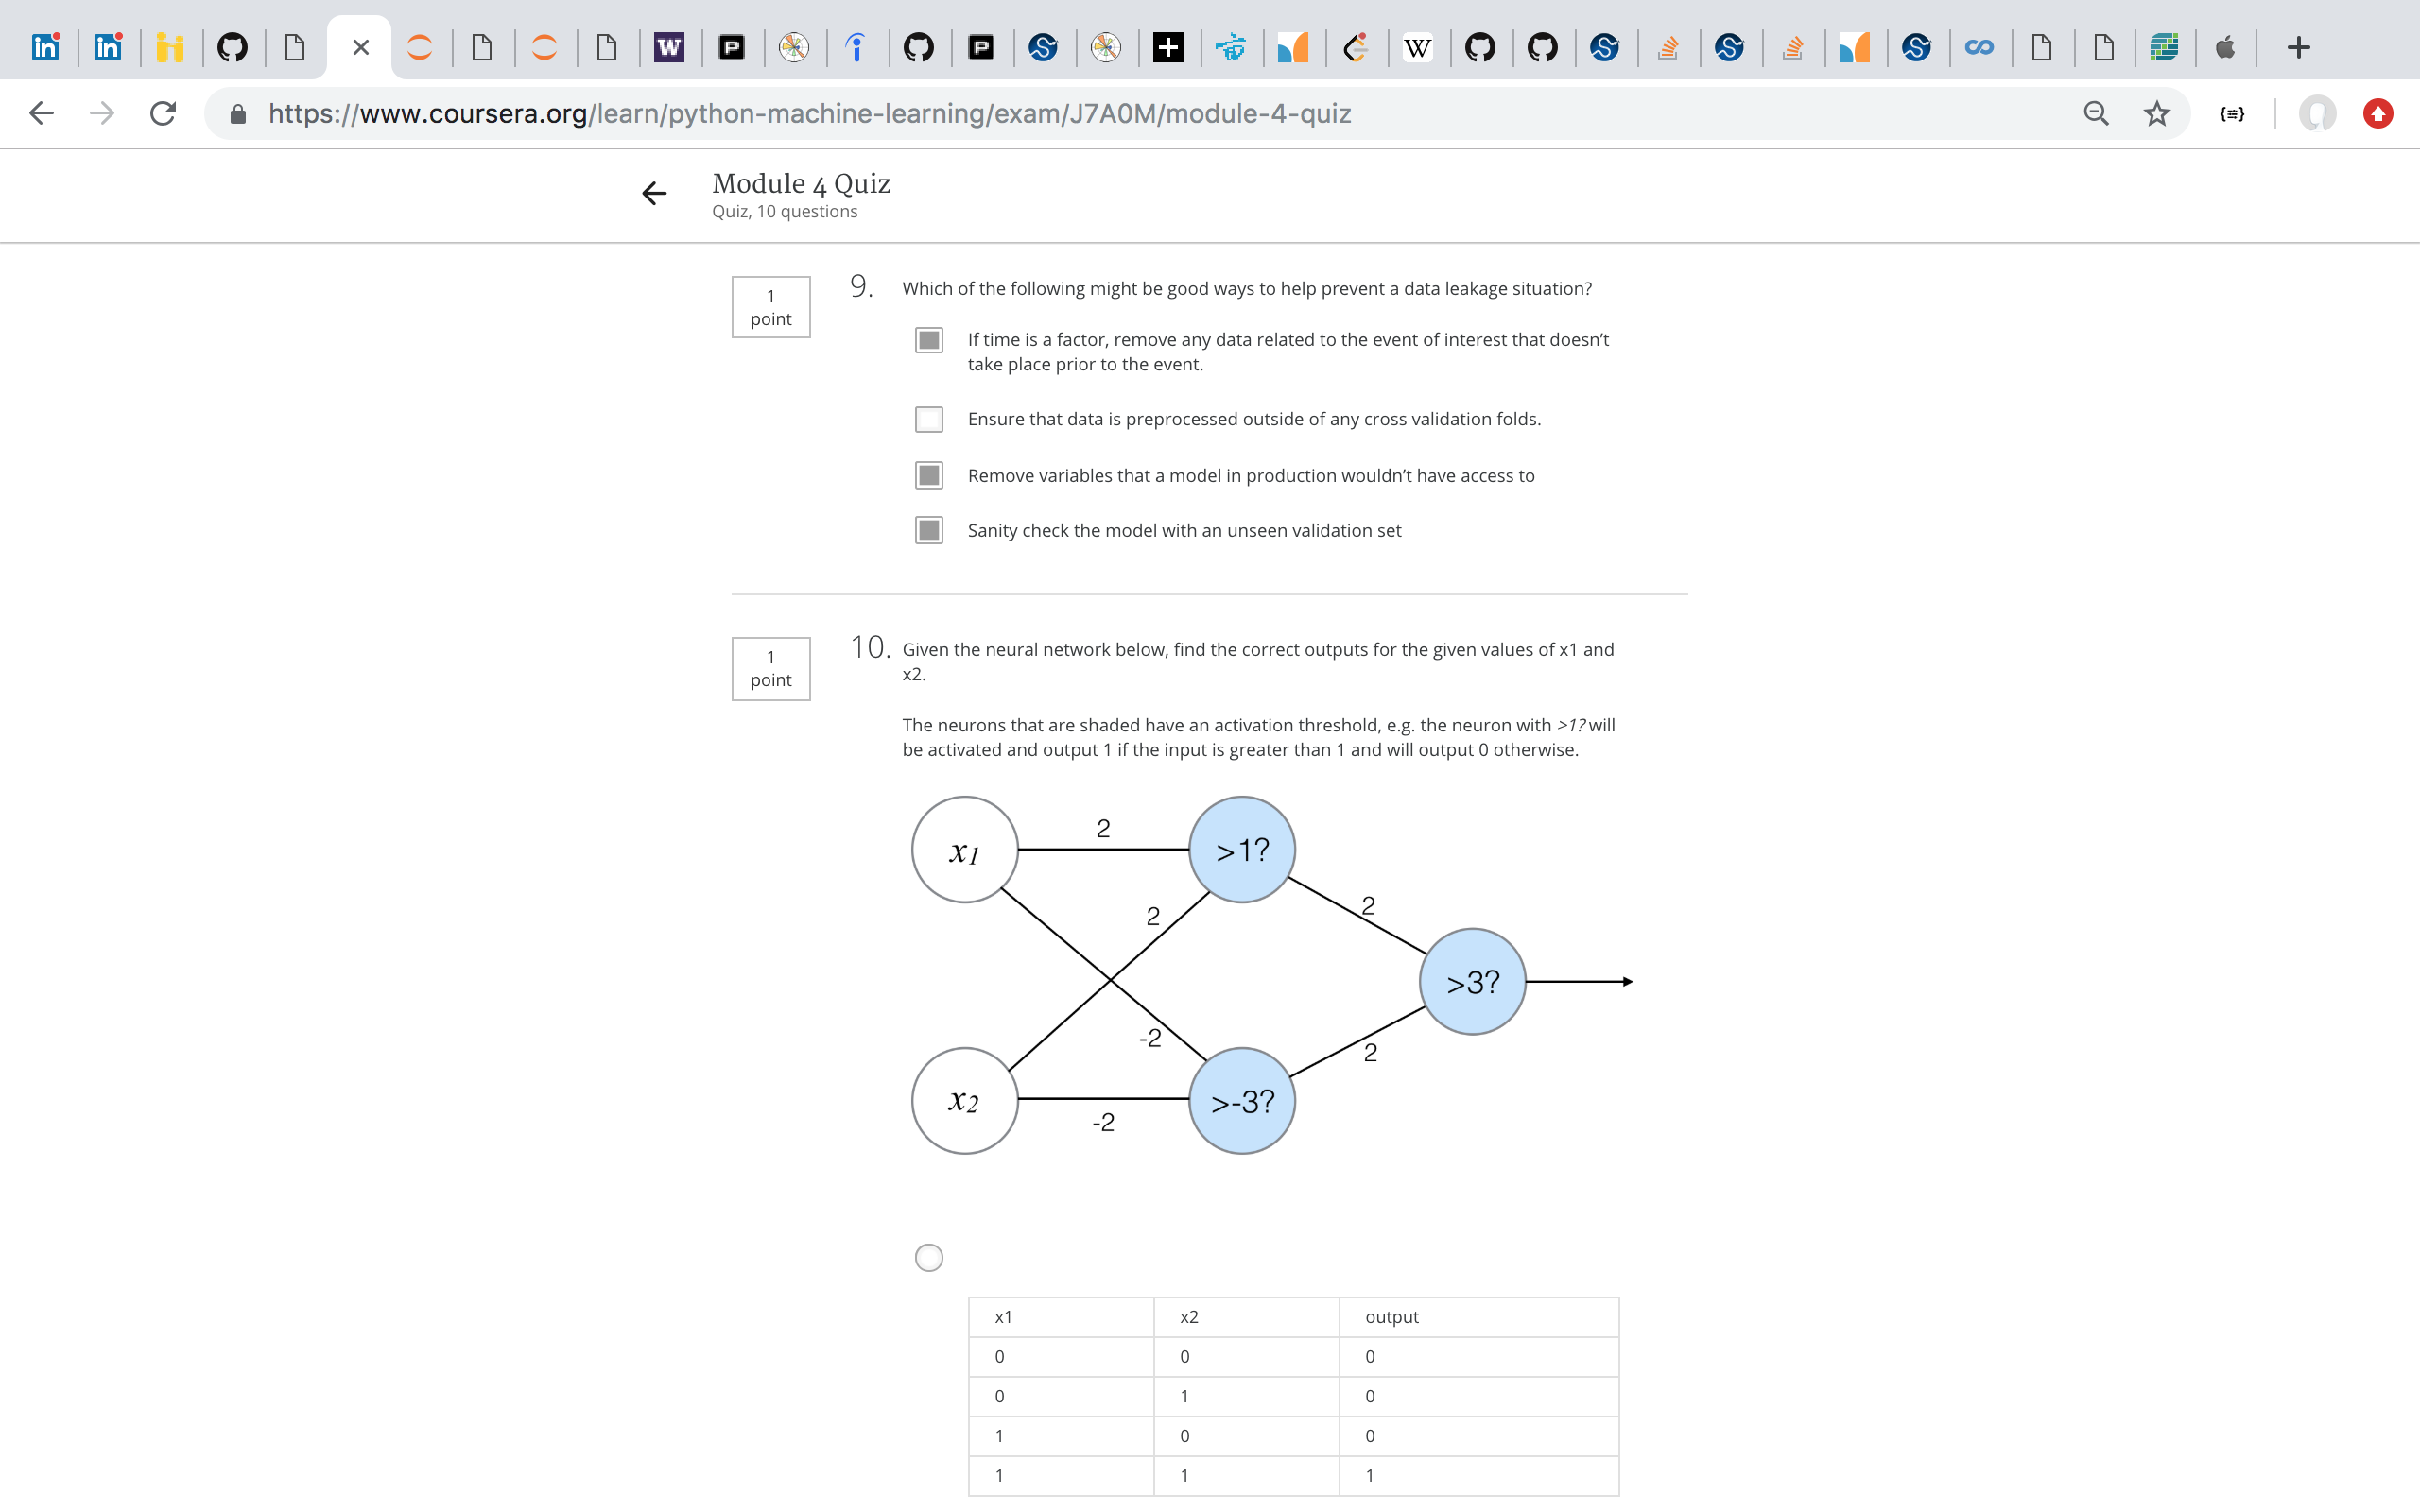 https://www.coursera.org/learn/python-machine-learning/exam/J7A0M/module-4-quiz
Module 4 Quiz
Quiz, 10 questions
1
point
9.
Which of the following might be good ways to help prevent a data leakage situation?
If time is a factor, remove any data related to the event of interest that doesn’t
take place prior to the event.
Ensure that data is preprocessed outside of any cross validation folds.
Remove variables that a model in production wouldn’t have access to
Sanity check the model with an unseen validation set
1
point
10.
Given the neural network below, find the correct outputs for the given values of x1 and
x2.
The neurons that are shaded have an activation threshold, e.g. the neuron with >1? will
be activated and output 1 if the input is greater than 1 and will output 0 otherwise.
x1
2
>1?
2
2
>3?
-2
2
x2
-2
>-3?
x1 x2 output
0 0 0
0 1 0
1 0 0
1 1 1